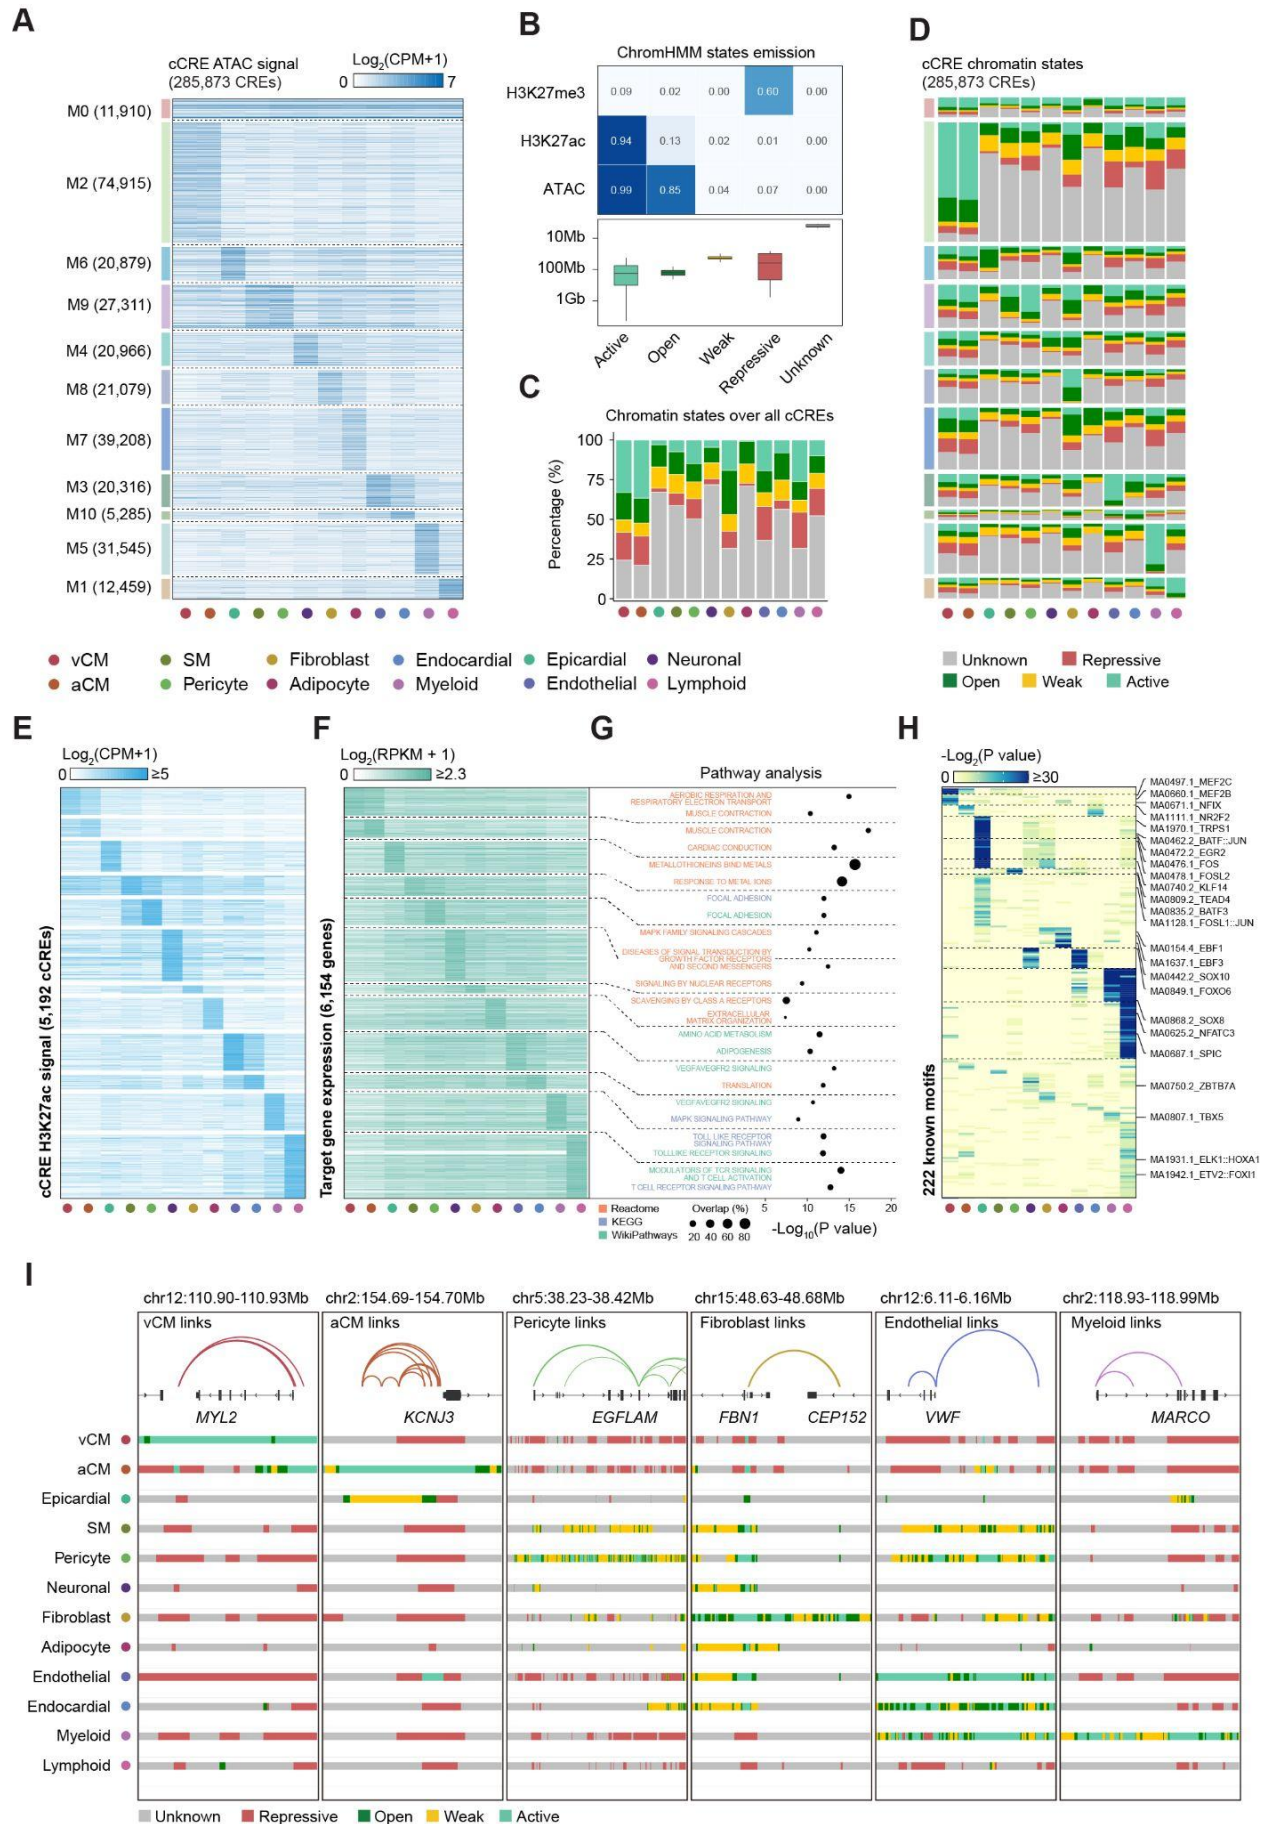 A
cCRE ATAC signal
(285,873 CREs)
Log2(CPM+1)
0 7
M0 (11,910)
M2 (74,915)
M6 (20,879)
M9 (27,311)
M4 (20,966)
M8 (21,079)
M7 (39,208)
M3 (20,316)
M10 (5,285)
M5 (31,545)
M1 (12,459)
B
ChromHMM states emission
H3K27me3 0.09 0.02 0.00 0.60 0.00
H3K27ac 0.94 0.13 0.02 0.01 0.00
ATAC 0.99 0.85 0.04 0.07 0.00
10Mb
100Mb
1Gb
Active Open Weak Repressive Unknown
C
Chromatin states over all cCREs
Percentage (%)
100
75
50
25
0
D
cCRE chromatin states
(285,873 CREs)
Unknown Repressive
Open Weak Active
vCM SM Fibroblast Endocardial Epicardial Neuronal
aCM Pericyte Adipocyte Myeloid Endothelial Lymphoid
E
Log2(CPM+1)
0 ≥5
cCRE H3K27ac signal (5,192 cCREs)
F
Log2(RPKM + 1)
0 ≥2.3
Target gene expression (6,154 genes)
G
Pathway analysis
AEROBIC RESPIRATION AND
RESPIRATORY ELECTRON TRANSPORT
MUSCLE CONTRACTION
MUSCLE CONTRACTION
CARDIAC CONDUCTION
METALLOTHIONEINS BIND METALS
RESPONSE TO METAL IONS
FOCAL ADHESION
FOCAL ADHESION
MAPK FAMILY SIGNALING CASCADES
DISEASES OF SIGNAL TRANSDUCTION BY
GROWTH FACTOR RECEPTORS
AND SECOND MESSENGERS
SIGNALING BY NUCLEAR RECEPTORS
SCAVENGING BY CLASS A RECEPTORS
EXTRACELLULAR
MATRIX ORGANIZATION
AMINO ACID METABOLISM
ADIPOGENESIS
VEGFAVEGFR2 SIGNALING
TRANSLATION
VEGFAVEGFR2 SIGNALING
MAPK SIGNALING PATHWAY
TOLL LIKE RECEPTOR
SIGNALING PATHWAY
TOLLLIKE RECEPTOR SIGNALING
MODULATORS OF TCR SIGNALING
AND T CELL ACTIVATION
T CELL RECEPTOR SIGNALING PATHWAY
Reactome
KEGG
WikiPathways
Overlap (%)
20 40 60 80
5 10 15 20
-Log10(P value)
H
-Log2(P value)
0 ≥30
222 known motifs
MA0497.1_MEF2C
MA0660.1_MEF2B
MA0671.1_NFIX
MA1111.1_NR2F2
MA1970.1_TRPS1
MA0462.2_BATF::JUN
MA0472.2_EGR2
MA0476.1_FOS
MA0478.1_FOSL2
MA0740.2_KLF14
MA0809.2_TEAD4
MA0835.2_BATF3
MA1128.1_FOSL1::JUN
MA0154.4_EBF1
MA1637.1_EBF3
MA0442.2_SOX10
MA0849.1_FOXO6
MA0868.2_SOX8
MA0625.2_NFATC3
MA0687.1_SPIC
MA0750.2_ZBTB7A
MA0807.1_TBX5
MA1931.1_ELK1::HOXA1
MA1942.1_ETV2::FOXI1
I
chr12:110.90-110.93Mb chr2:154.69-154.70Mb chr5:38.23-38.42Mb chr15:48.63-48.68Mb chr12:6.11-6.16Mb chr2:118.93-118.99Mb
vCM links aCM links Pericyte links Fibroblast links Endothelial links Myeloid links
MYL2 KCNJ3 EGFLAM FBN1 CEP152 VWF MARCO
vCM
aCM
Epicardial
SM
Pericyte
Neuronal
Fibroblast
Adipocyte
Endothelial
Endocardial
Myeloid
Lymphoid
Unknown Repressive Open Weak Active